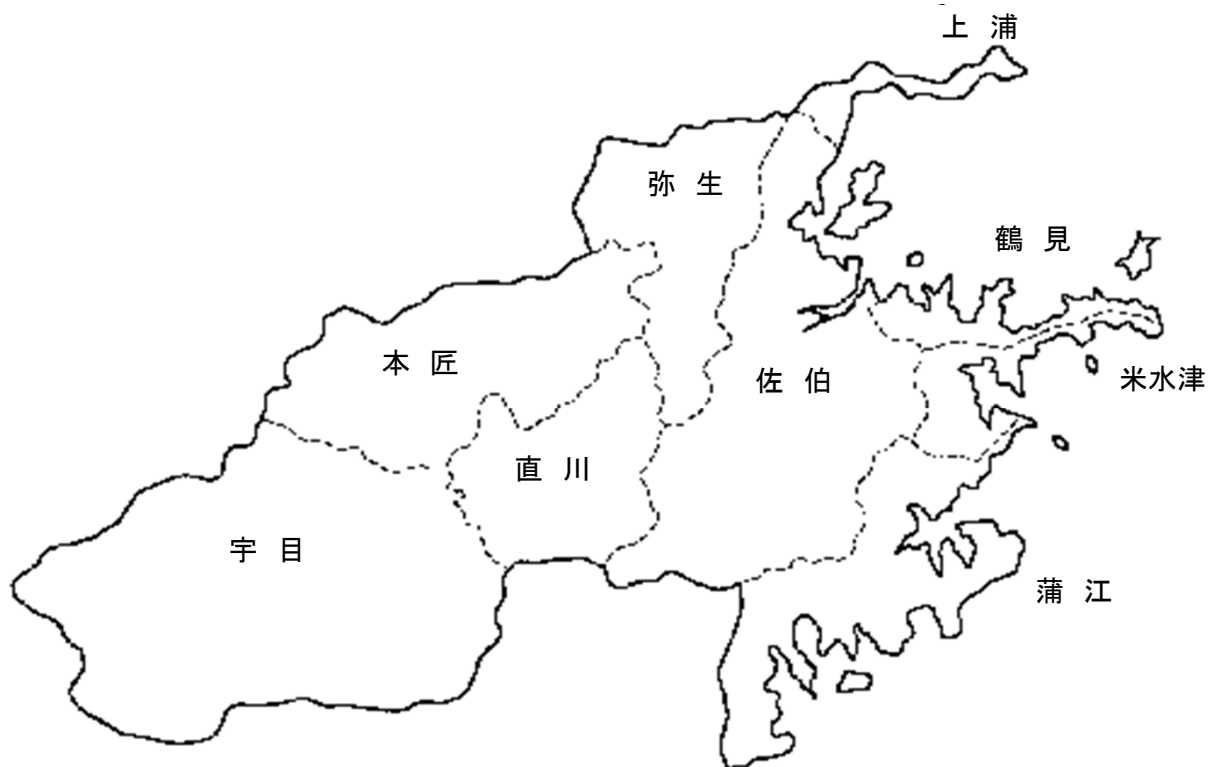 上 浦
弥 生
鶴 見
本 匠
佐 伯
米水津
直 川
宇 目
蒲 江